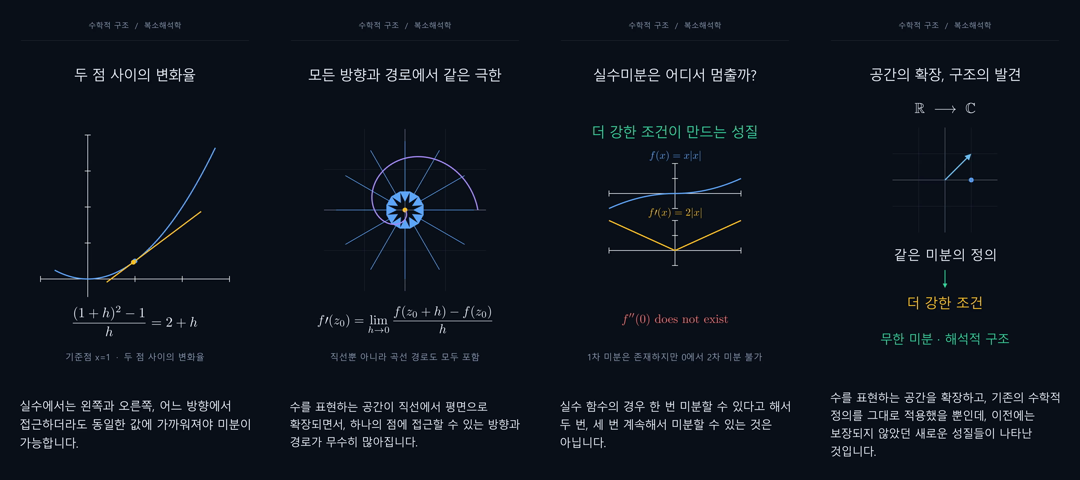 수학적 구조 / 복소해석학
두 점 사이의 변화율
(1 + h)² − 1
h
= 2 + h
기준점 x=1 · 두 점 사이의 변화율
실수에서는 왼쪽과 오른쪽, 어느 방향에서
접근하더라도 동일한 값에 가까워져야 미분이
가능합니다.
수학적 구조 / 복소해석학
모든 방향과 경로에서 같은 극한
f′(z₀) = lim h→0 f(z₀ + h) − f(z₀)
h
직선뿐 아니라 곡선 경로도 모두 포함
수를 표현하는 공간이 직선에서 평면으로
확장되면서, 하나의 점에 접근할 수 있는 방향과
경로가 무수히 많아집니다.
수학적 구조 / 복소해석학
실수미분은 어디서 멈출까?
더 강한 조건이 만드는 성질
f(x) = x|x|
f′(x) = 2|x|
f″(0) does not exist
1차 미분은 존재하지만 0에서 2차 미분 불가
실수 함수의 경우 한 번 미분할 수 있다고 해서
두 번, 세 번 계속해서 미분할 수 있는 것은
아닙니다.
수학적 구조 / 복소해석학
공간의 확장, 구조의 발견
ℝ ⟶ ℂ
같은 미분의 정의
더 강한 조건
무한 미분 · 해석적 구조
수를 표현하는 공간을 확장하고, 기존의 수학적
정의를 그대로 적용했을 뿐인데, 이전에는
보장되지 않았던 새로운 성질들이 나타난
것입니다.